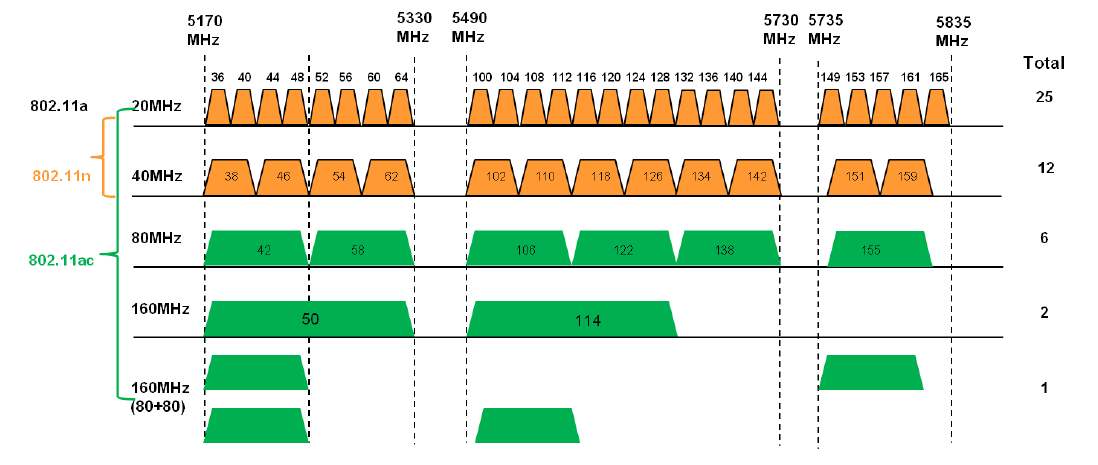 5170 MHz
5330 MHz
5490 MHz
5730 MHz
5735 MHz
5835 MHz
Total
36 40 44 48 52 56 60 64 100 104 108 112 116 120 124 128 132 136 140 144 149 153 157 161 165
802.11a 20MHz 25
802.11n 40MHz 38 46 54 62 102 110 118 126 134 142 151 159 12
80MHz 42 58 106 122 138 155 6
802.11ac
160MHz 50 114 2
160MHz 1
(80+80)